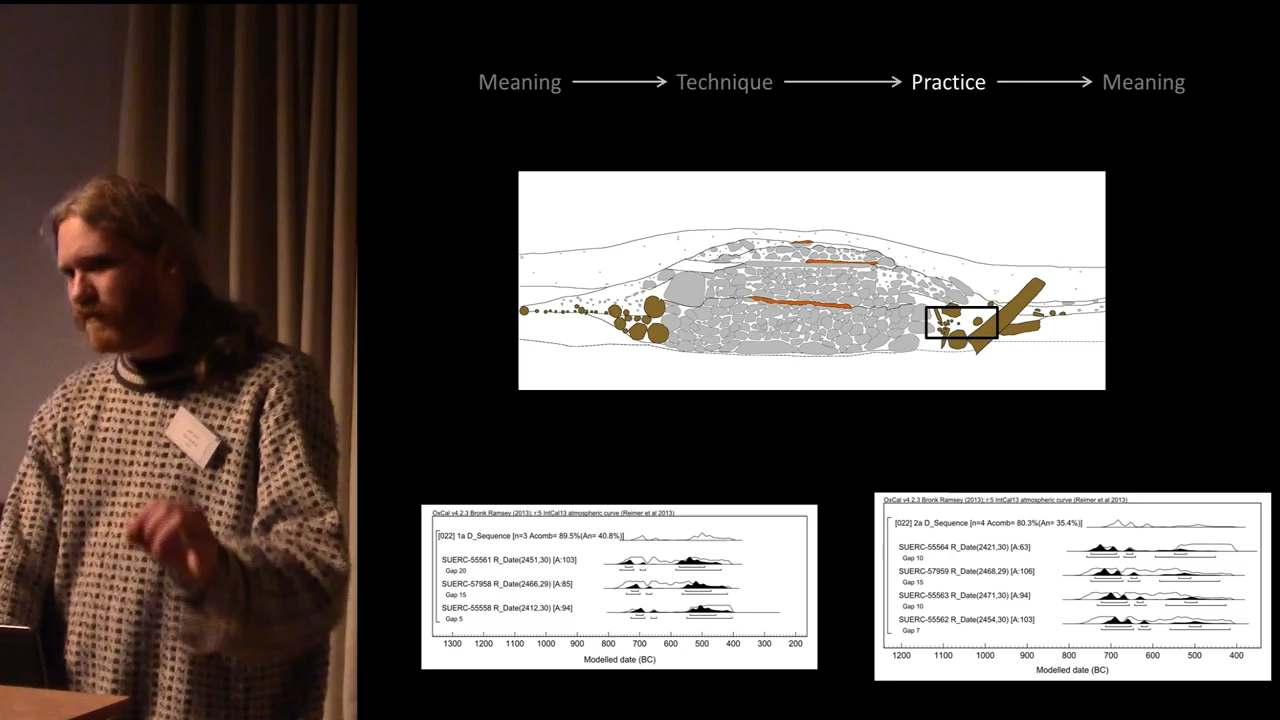 Meaning Technique Practice Meaning
OxCal v4.2.3 Bronk Ramsey (2013); r:5 IntCal13 atmospheric curve (Reimer et al 2013)
[022] 1a D_Sequence [n=3 Acomb= 89.5%(An= 40.8%)]
SUERC-55561 R_Date(2451,30) [A:103]
Gap 20
SUERC-57958 R_Date(2466,29) [A:85]
Gap 15
SUERC-55558 R_Date(2412,30) [A:94]
Gap 5
1300 1200 1100 1000 900 800 700 600 500 400 300 200
Modelled date (BC)
OxCal v4.2.3 Bronk Ramsey (2013); r:5 IntCal13 atmospheric curve (Reimer et al 2013)
[022] 2a D_Sequence [n=4 Acomb= 80.3%(An= 35.4%)]
SUERC-55564 R_Date(2421,30) [A:63]
Gap 10
SUERC-57959 R_Date(2468,29) [A:106]
Gap 15
SUERC-55563 R_Date(2471,30) [A:94]
Gap 10
SUERC-55562 R_Date(2454,30) [A:103]
Gap 7
1200 1100 1000 900 800 700 600 500 400
Modelled date (BC)